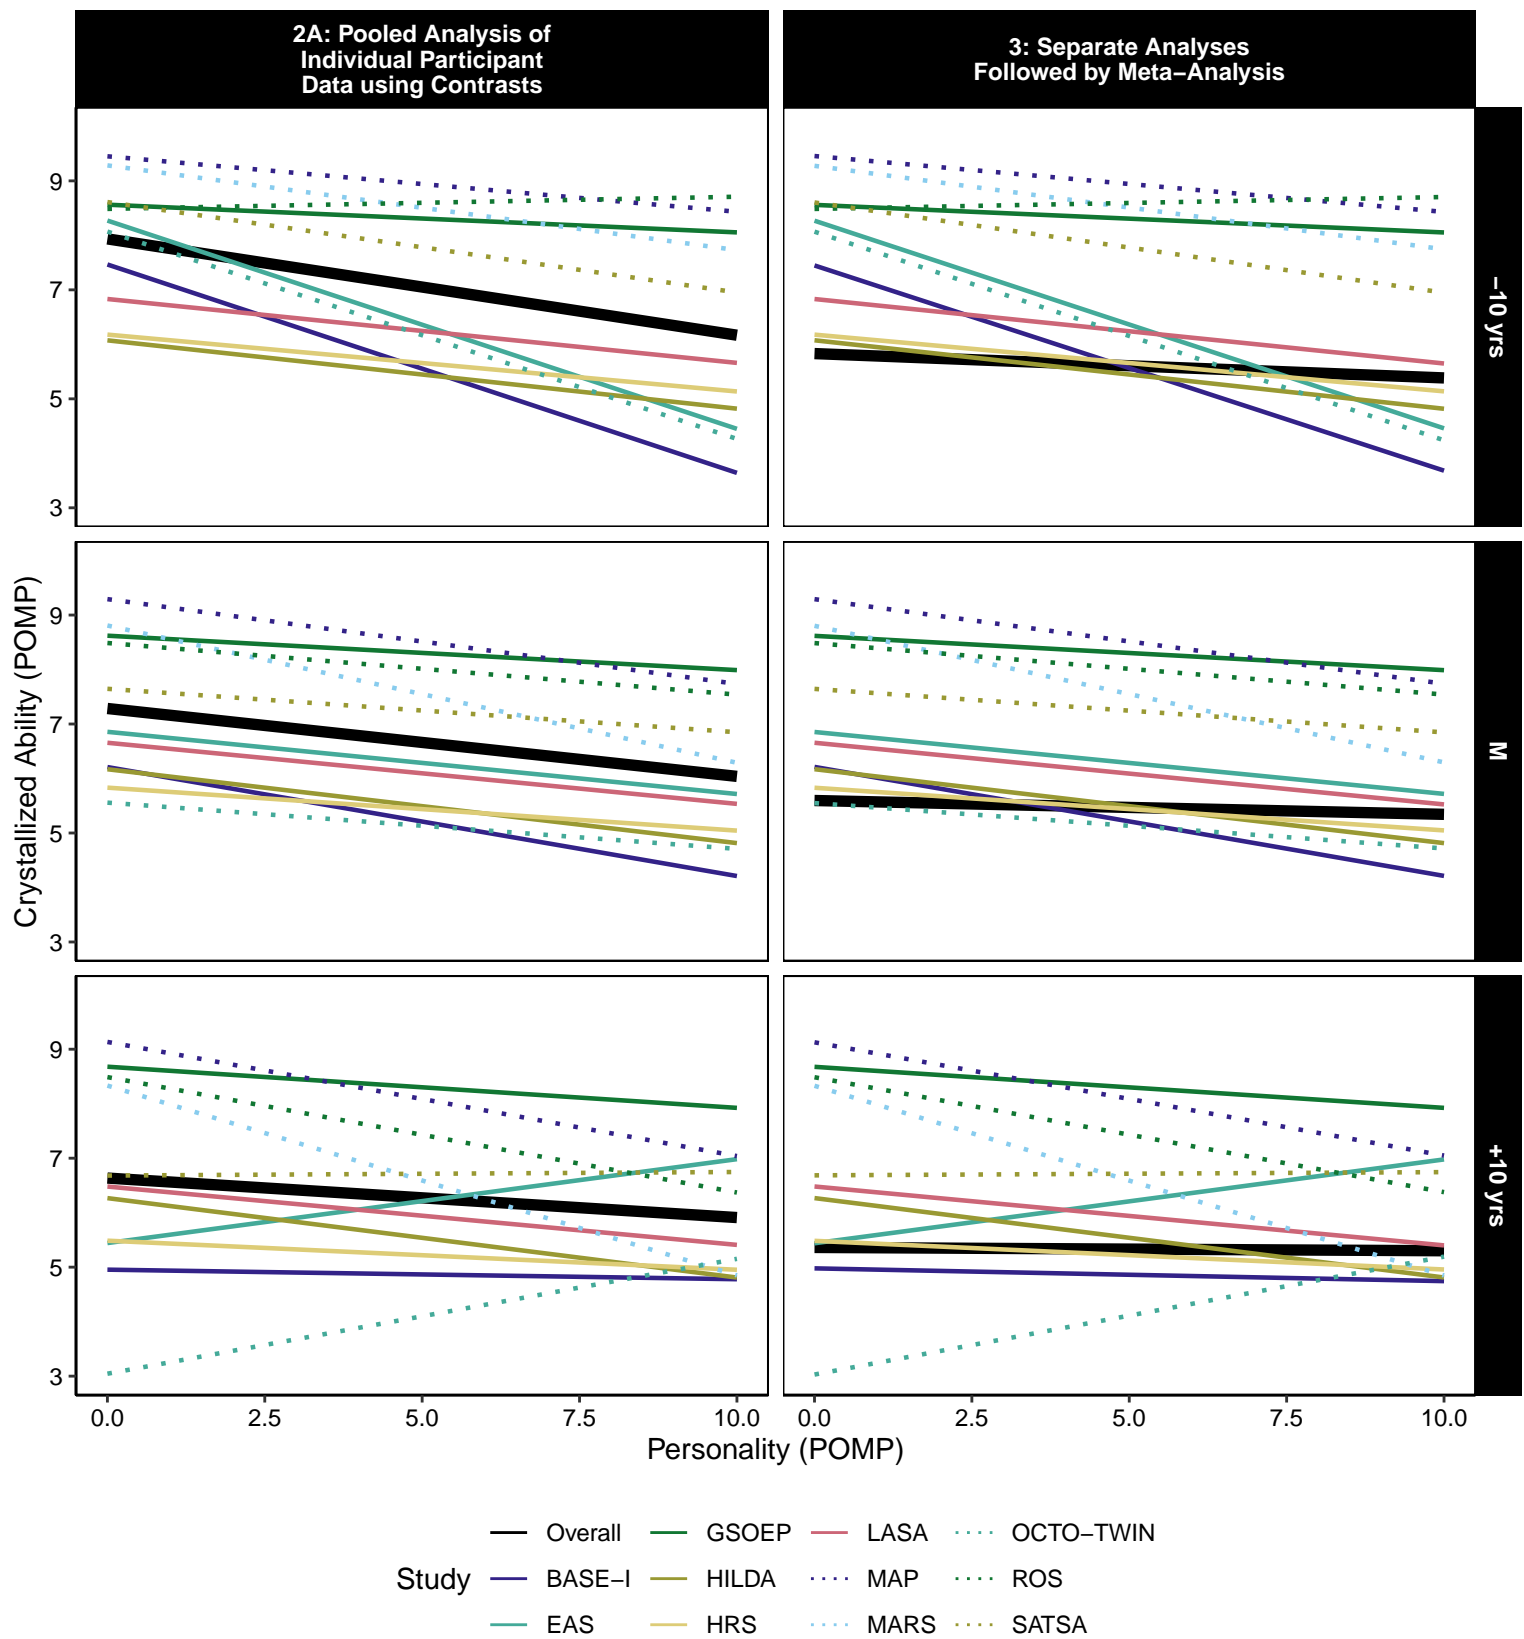 2A: Pooled Analysis of
Individual Participant
Data using Contrasts
3: Separate Analyses
Followed by Meta−Analysis
9
7
5
3
−10 yrs
9
7
5
3
M
9
7
5
3
+10 yrs
Crystallized Ability (POMP)
0.0 2.5 5.0 7.5 10.0 0.0 2.5 5.0 7.5 10.0
Personality (POMP)
Study
Overall GSOEP LASA OCTO−TWIN
BASE−I HILDA MAP ROS
EAS HRS MARS SATSA